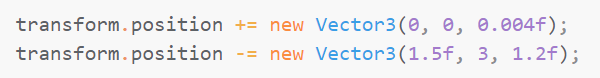 transform.position += new Vector3(0, 0, 0.004f);
transform.position -= new Vector3(1.5f, 3, 1.2f);